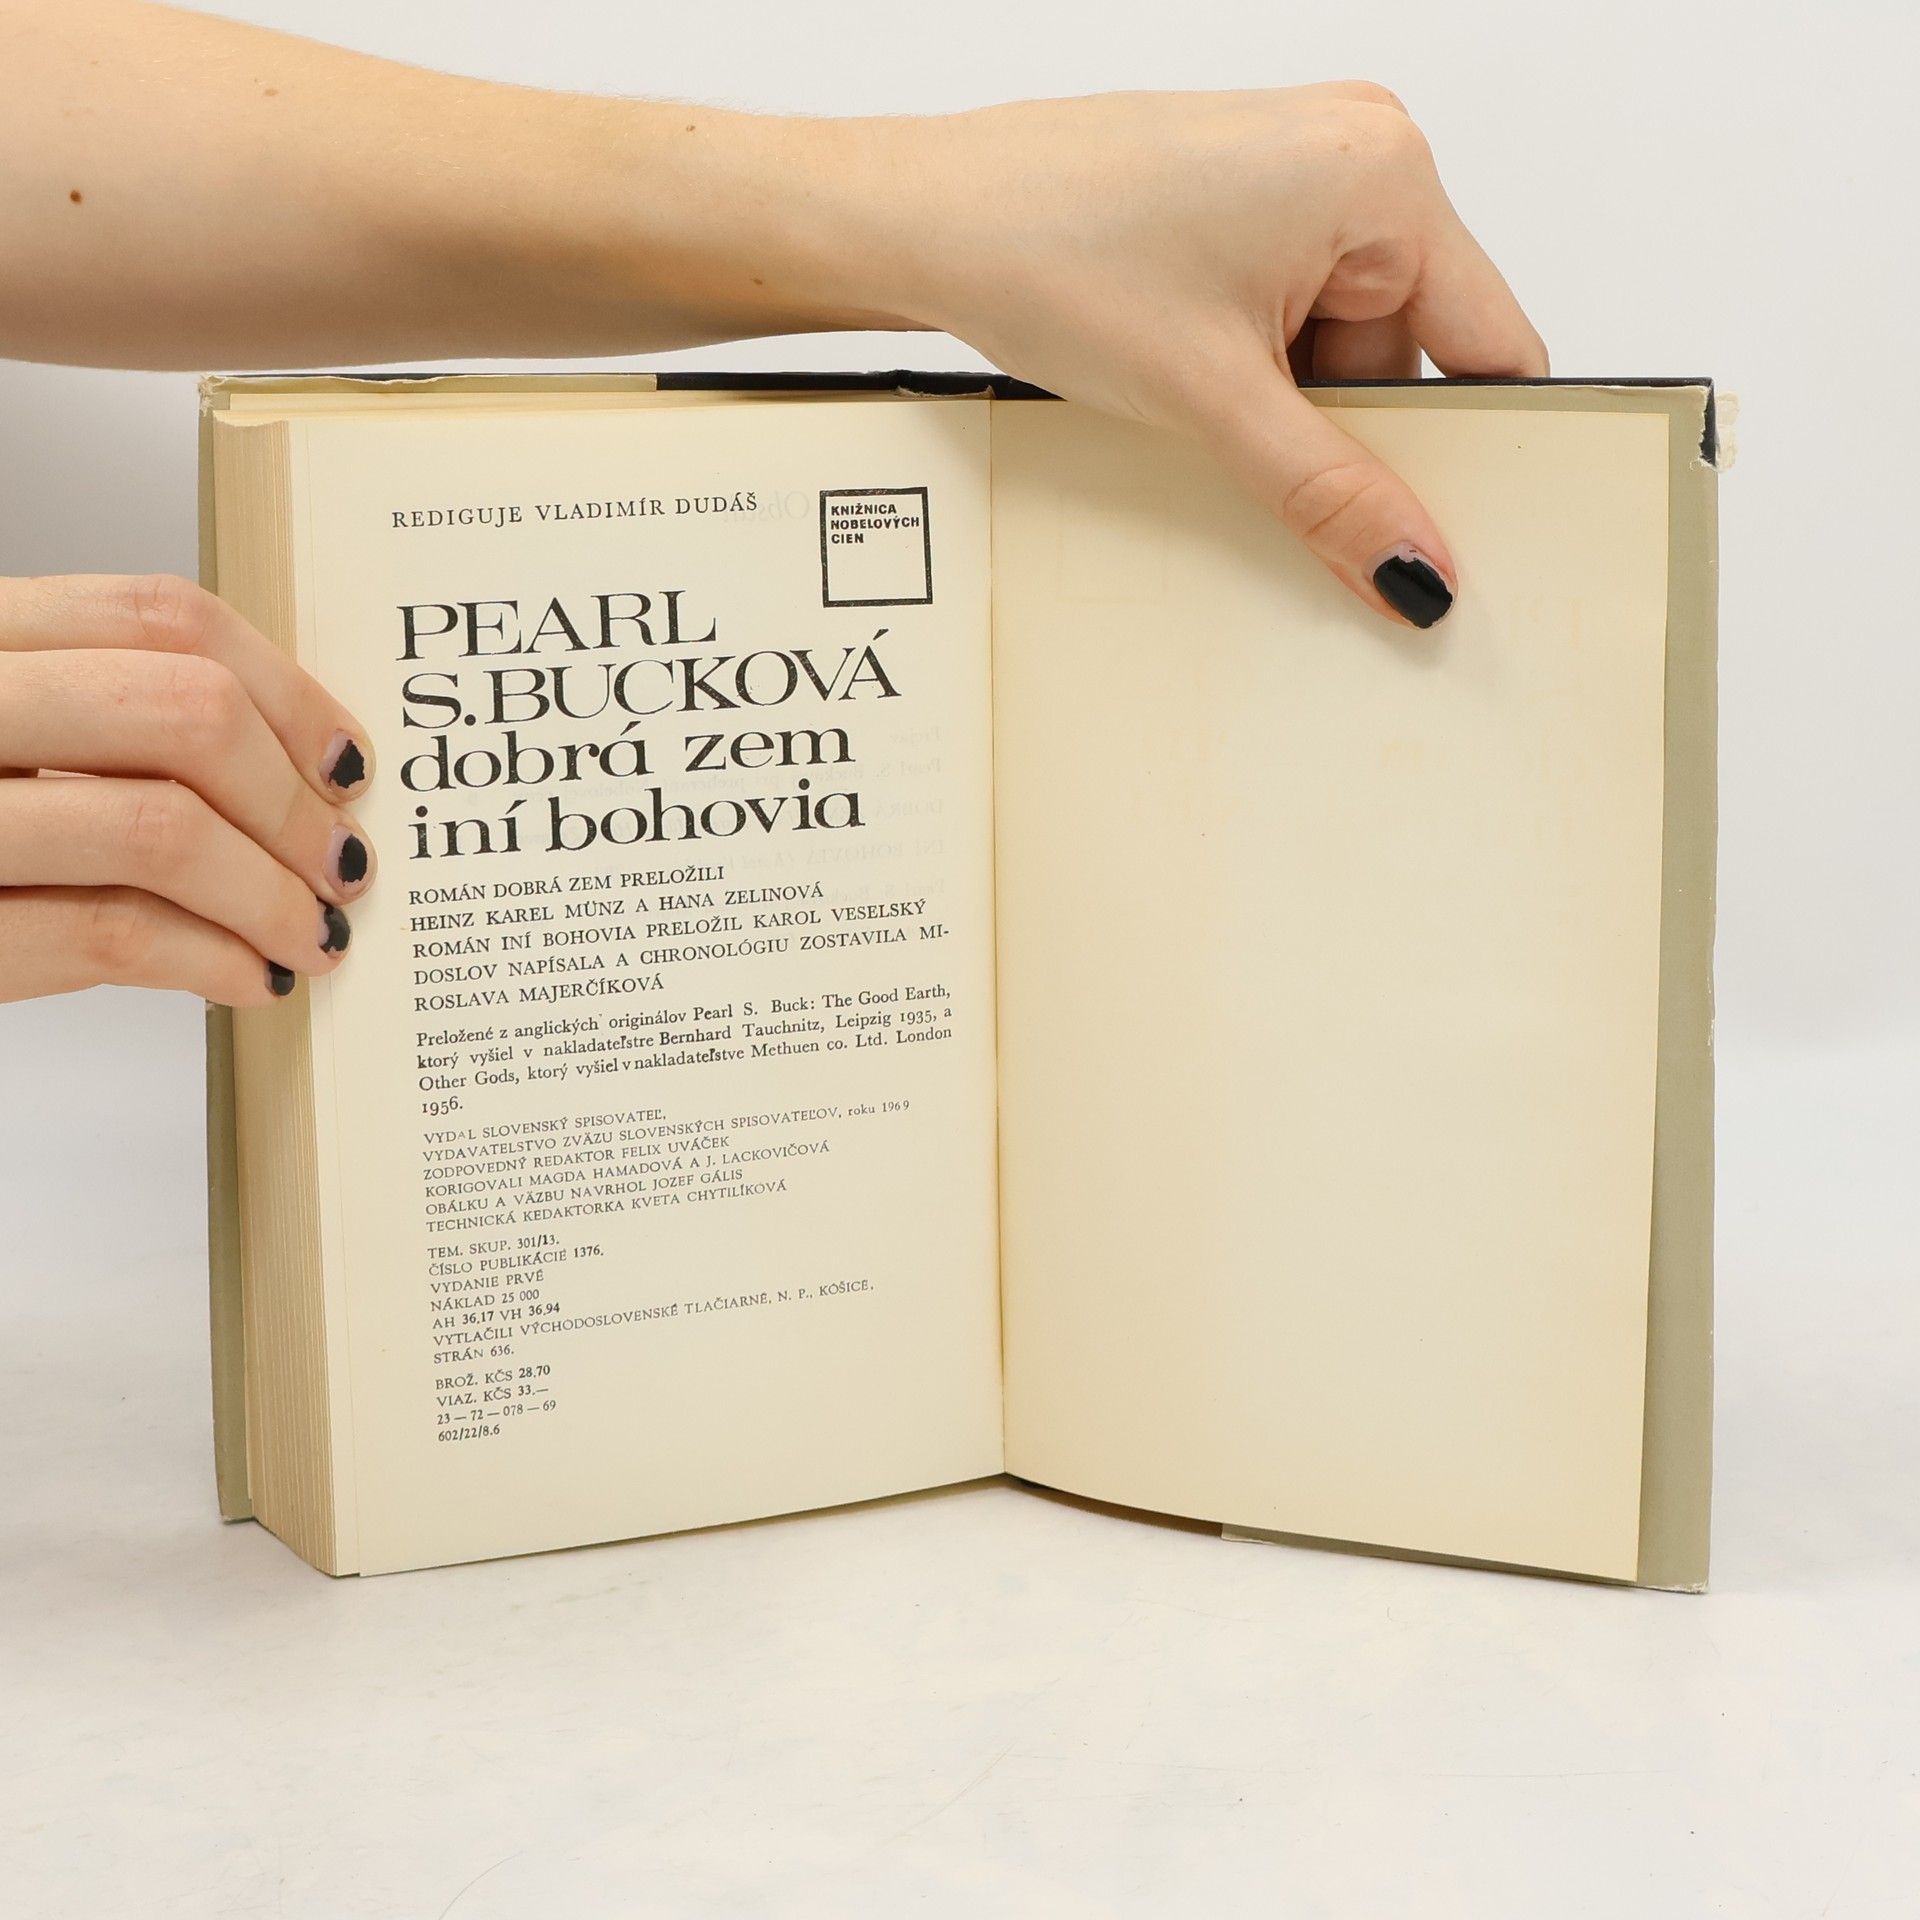 REDIGUJE VLADIMÍR DUDÁŠ
KNIŽNICA
NOBELOVÝCH
CIEN
PEARL
S. BUCKOVÁ
dobrá zem
iní bohovia
ROMÁN DOBRÁ ZEM PRELOŽILI
HEINZ KAREL MÜNZ A HANA ZELINOVÁ
ROMÁN INÍ BOHOVIA PRELOŽIL KAROL VESELSKÝ
DOSLOV NAPÍSALA A CHRONOLÓGIU ZOSTAVILA MI-
ROSLAVA MAJERČÍKOVÁ
Preložené z anglických originálov Pearl S. Buck: The Good Earth,
ktorý vyšiel v nakladateľstre Bernhard Tauchnitz, Leipzig 1935, a
Other Gods, ktorý vyšiel v nakladateľstve Methuen co. Ltd. London
1956.
VYDAL SLOVENSKÝ SPISOVATEĽ,
VYDAVATELSTVO ZVÄZU SLOVENSKÝCH SPISOVATEĽOV, roku 1969
ZODPOVEDNÝ REDAKTOR FELIX UVÁČEK
KORIGOVALI MAGDA HAMADOVÁ A J. LACKOVIČOVÁ
OBÁLKU A VÄZBU NAVRHOL JOZEF GÁLIS
TECHNICKÁ KEDAKTORKA KVETA CHYTILÍKOVÁ
TEM. SKUP. 301/13.
ČÍSLO PUBLIKÁCIE 1376.
VYDANIE PRVÉ
NÁKLAD 25 000
AH 36,17 VH 36,94
VYTLAČILI VÝCHODOSLOVENSKÉ TLAČIARNE, N. P., KOŠICE,
STRÁN 636.
BROŽ. KČS 28,70
VIAZ. KČS 33,—
23 — 72 — 078 — 69
602/22/8.6